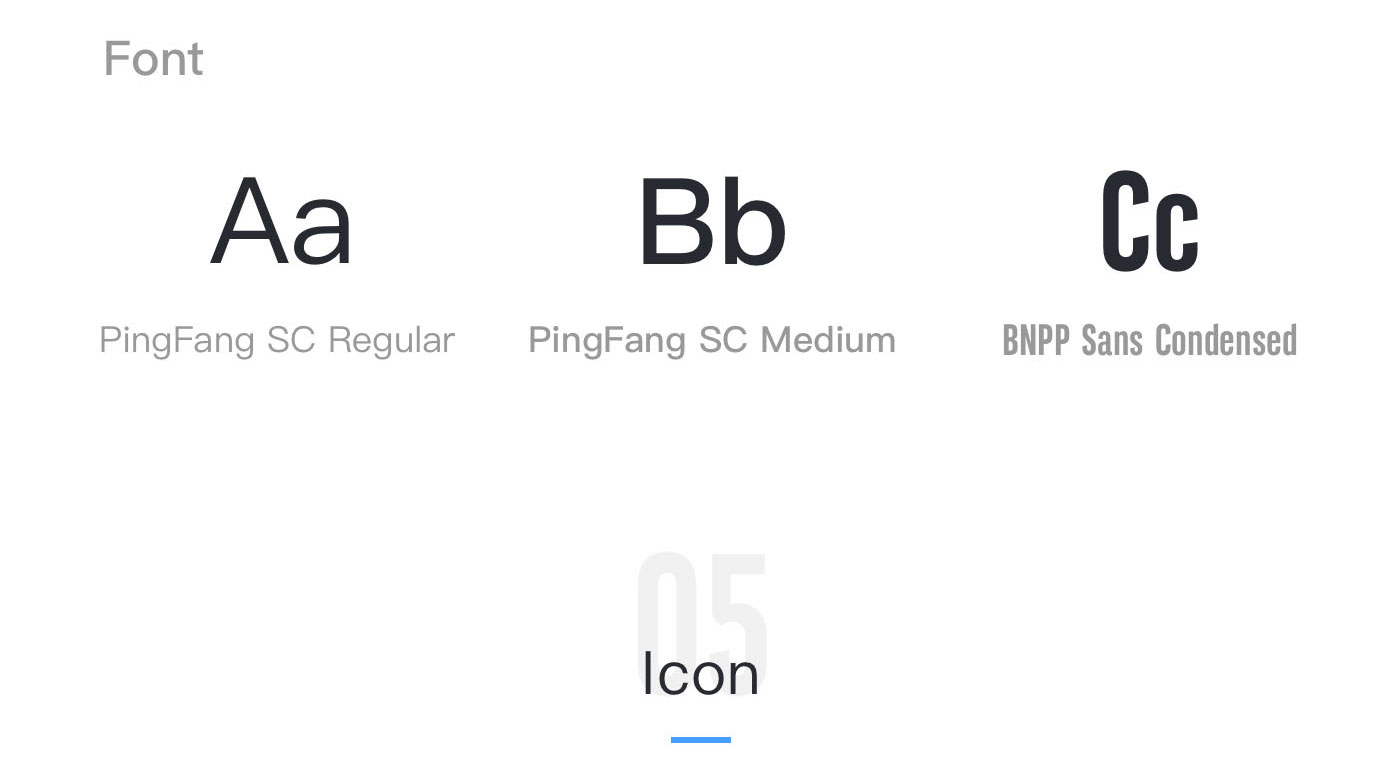 Font
Aa Bb Cc
PingFang SC Regular PingFang SC Medium BNPP Sans Condensed
05
Icon